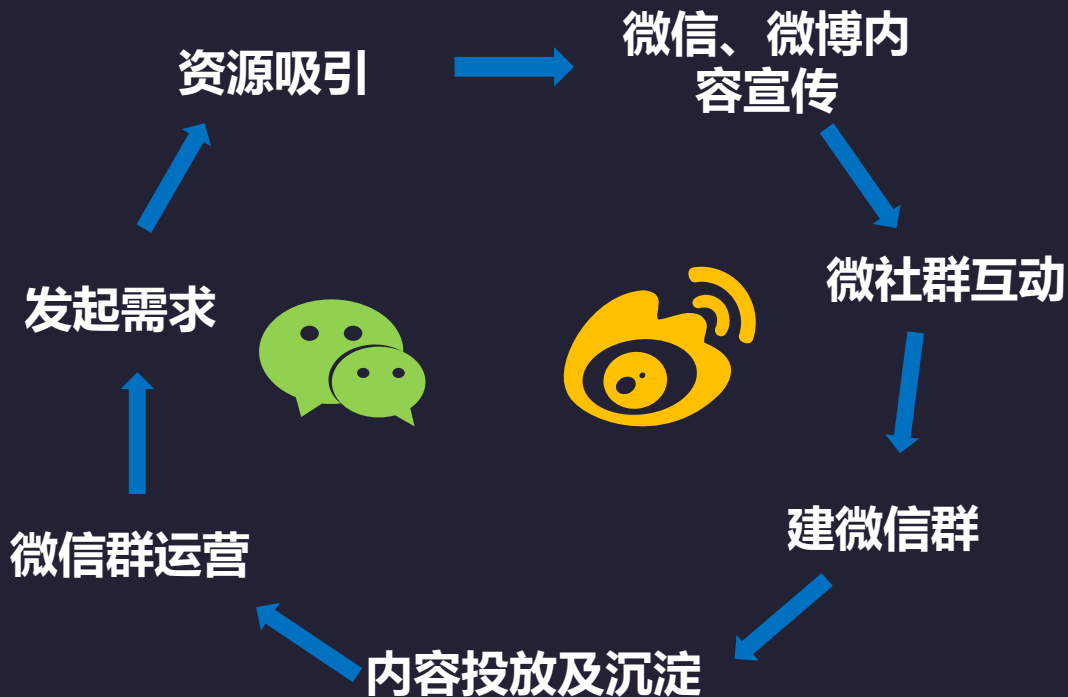 资源吸引
微信、微博内
容宣传
微社群互动
发起需求
建微信群
微信群运营
内容投放及沉淀